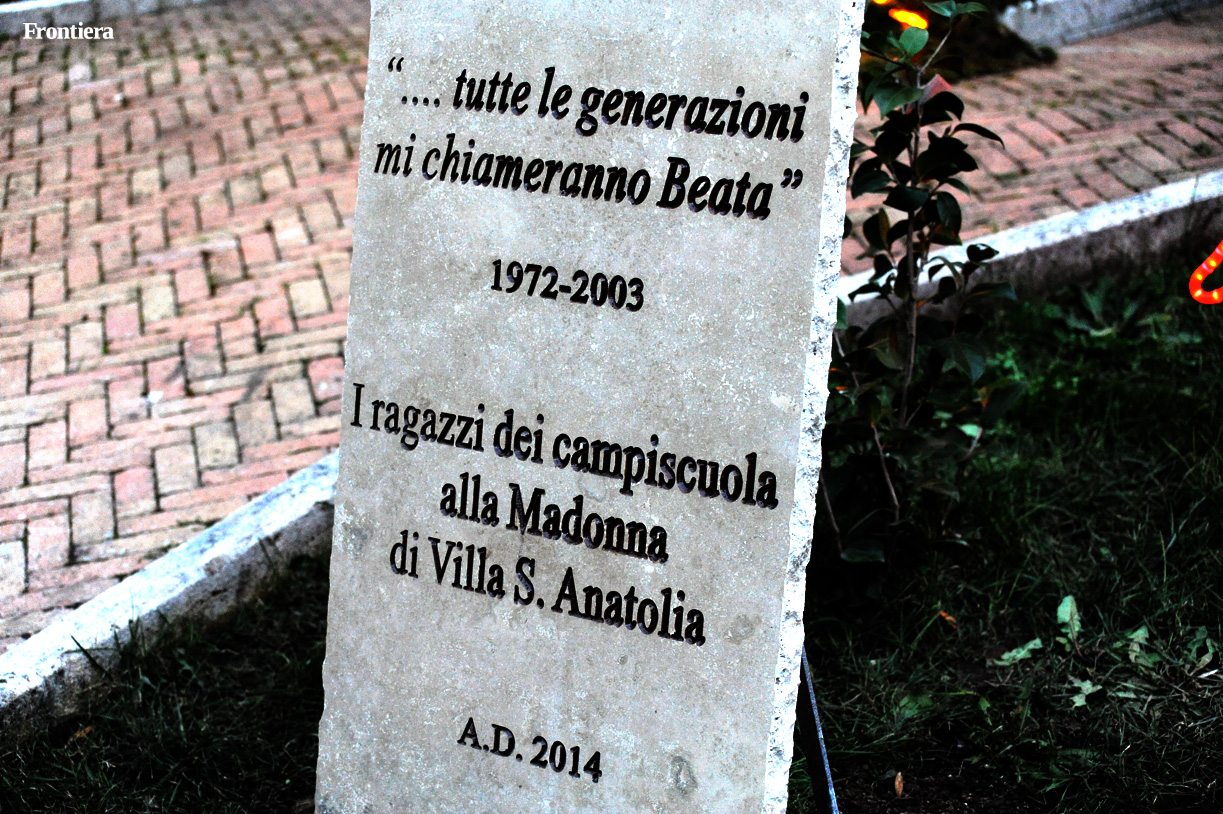 Frontiera
“.... tutte le generazioni
mi chiameranno Beata”
1972-2003
I ragazzi dei campiscuola
alla Madonna
di Villa S. Anatolia
A.D. 2014